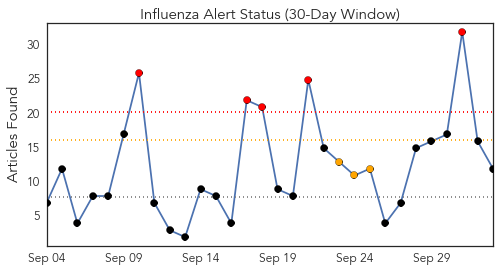 Influenza Alert Status (30-Day Window)
Articles Found
30
25
20
15
10
5
Sep 04 Sep 09 Sep 14 Sep 19 Sep 24 Sep 29